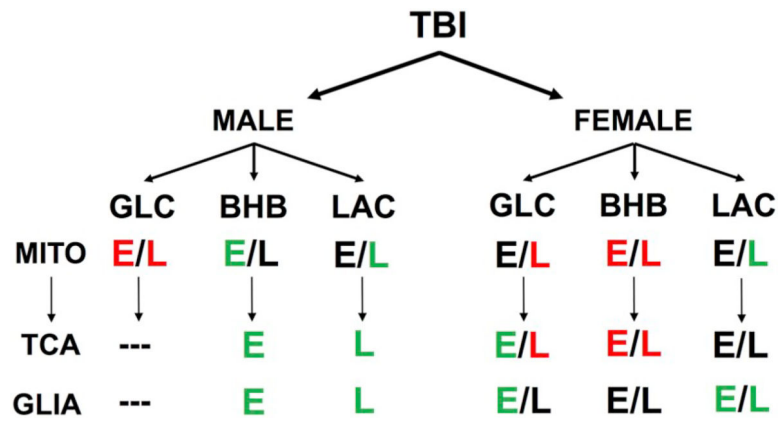 TBI
MALE FEMALE
GLC BHB LAC GLC BHB LAC
MITO E/L E/L E/L E/L E/L E/L
TCA --- E L E/L E/L E/L
GLIA --- E L E/L E/L E/L